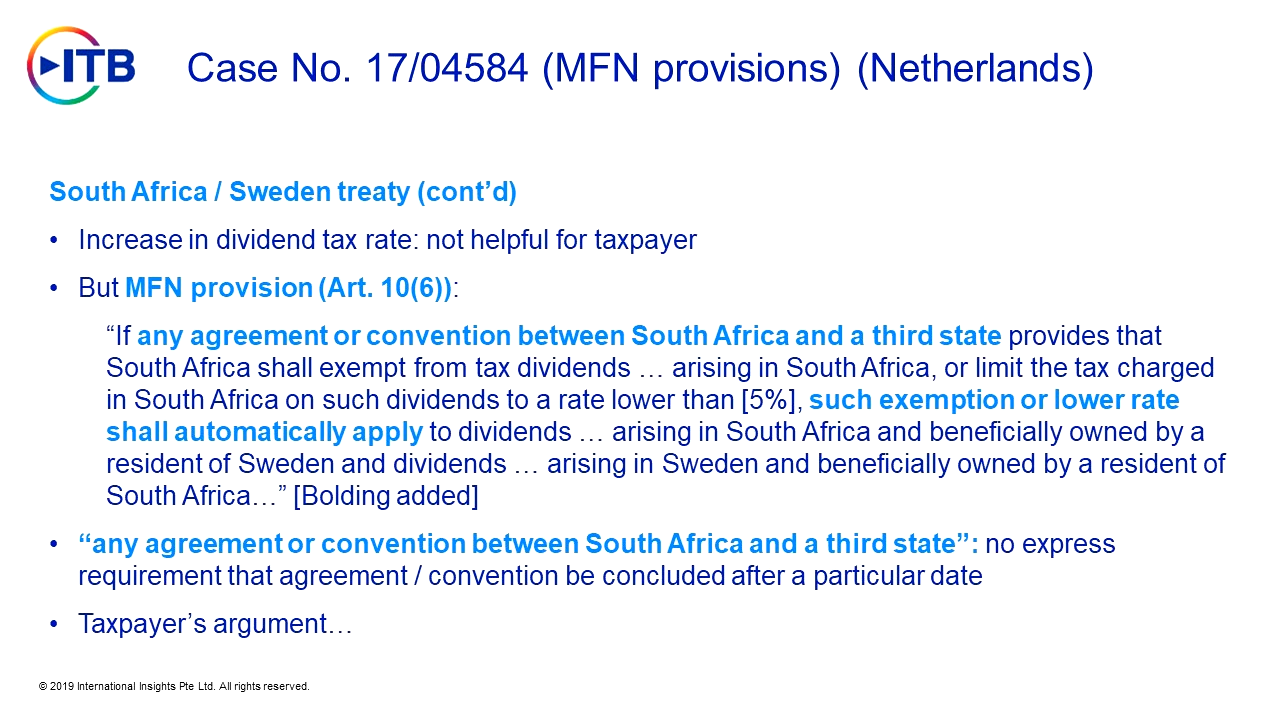 ITB
Case No. 17/04584 (MFN provisions) (Netherlands)
South Africa / Sweden treaty (cont’d)
• Increase in dividend tax rate: not helpful for taxpayer
• But MFN provision (Art. 10(6)):
“If any agreement or convention between South Africa and a third state provides that
South Africa shall exempt from tax dividends … arising in South Africa, or limit the tax charged
in South Africa on such dividends to a rate lower than [5%], such exemption or lower rate
shall automatically apply to dividends … arising in South Africa and beneficially owned by a
resident of Sweden and dividends … arising in Sweden and beneficially owned by a resident of
South Africa…” [Bolding added]
• “any agreement or convention between South Africa and a third state”: no express
requirement that agreement / convention be concluded after a particular date
• Taxpayer’s argument…
© 2019 International Insights Pte Ltd. All rights reserved.